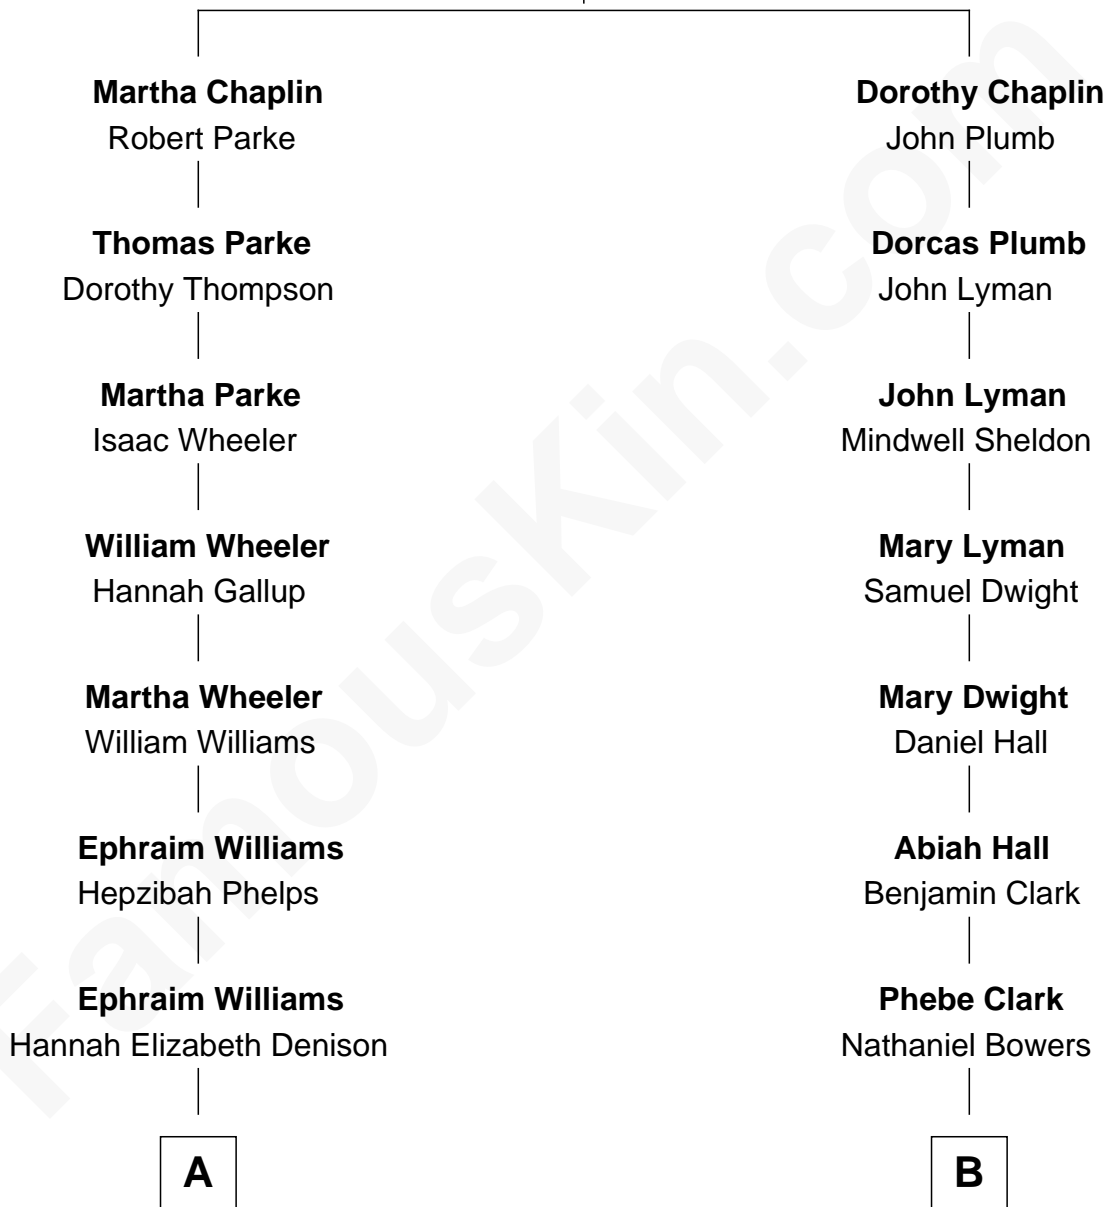 Martha Chaplin
Robert Parke
Thomas Parke
Dorothy Thompson
Martha Parke
Isaac Wheeler
William Wheeler
Hannah Gallup
Martha Wheeler
William Williams
Ephraim Williams
Hepzibah Phelps
Ephraim Williams
Hannah Elizabeth Denison
A
Dorothy Chaplin
John Plumb
Dorcas Plumb
John Lyman
John Lyman
Mindwell Sheldon
Mary Lyman
Samuel Dwight
Mary Dwight
Daniel Hall
Abiah Hall
Benjamin Clark
Phebe Clark
Nathaniel Bowers
B
FamousKin.com